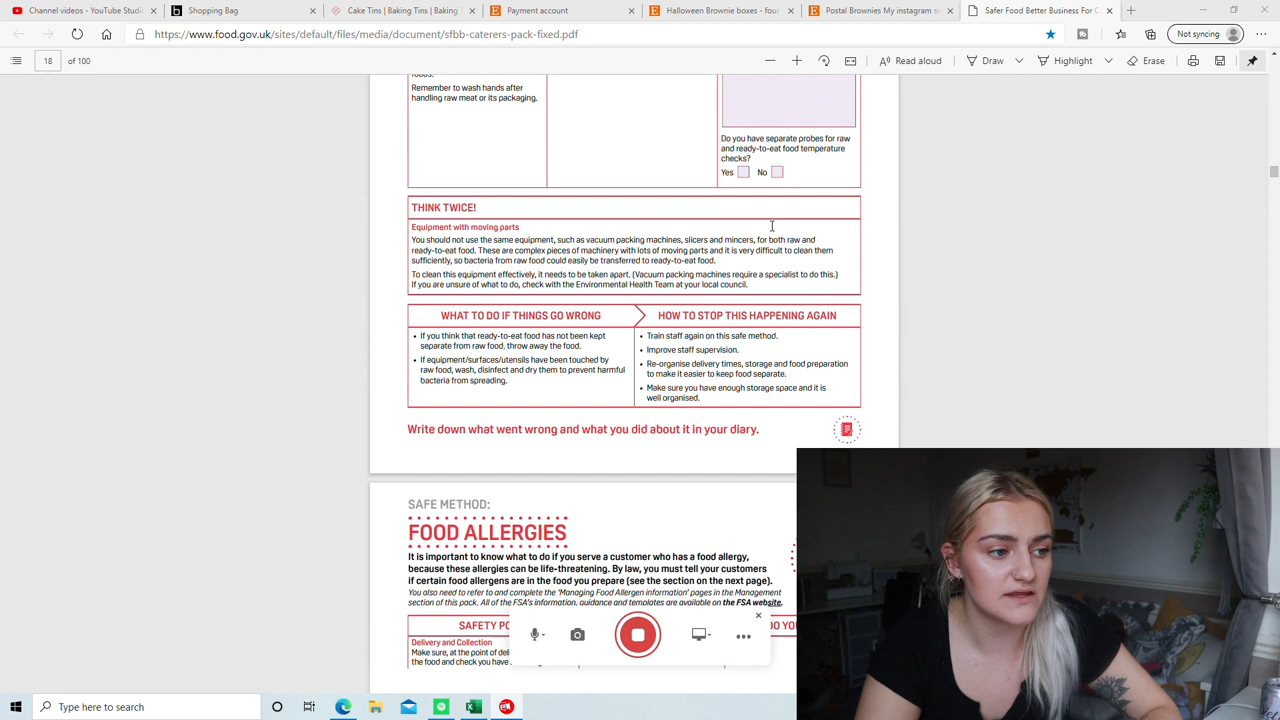 Channel videos - YouTube Studi
Shopping Bag
Cake Tins | Baking Tins | Baking
Payment account
Halloween Brownie boxes - four
Postal Brownies My instagram s
Safer Food Better Business For C
https://www.food.gov.uk/sites/default/files/media/document/sfbb-caterers-pack-fixed.pdf
Not syncing
18 of 100
Read aloud
Draw
Highlight
Erase
Remember to wash hands after
handling raw meat or its packaging.
Do you have separate probes for raw
and ready-to-eat food temperature
checks?
Yes No
THINK TWICE!
Equipment with moving parts
You should not use the same equipment, such as vacuum packing machines, slicers and mincers, for both raw and
ready-to-eat food. These are complex pieces of machinery with lots of moving parts and it is very difficult to clean them
sufficiently, so bacteria from raw food could easily be transferred to ready-to-eat food.
To clean this equipment effectively, it needs to be taken apart. (Vacuum packing machines require a specialist to do this.)
If you are unsure of what to do, check with the Environmental Health Team at your local council.
WHAT TO DO IF THINGS GO WRONG
HOW TO STOP THIS HAPPENING AGAIN
• If you think that ready-to-eat food has not been kept
separate from raw food, throw away the food.
• If equipment/surfaces/utensils have been touched by
raw food, wash, disinfect and dry them to prevent harmful
bacteria from spreading.
• Train staff again on this safe method.
• Improve staff supervision.
• Re-organise delivery times, storage and food preparation
to make it easier to keep food separate.
• Make sure you have enough storage space and it is
well organised.
Write down what went wrong and what you did about it in your diary.
SAFE METHOD:
FOOD ALLERGIES
It is important to know what to do if you serve a customer who has a food allergy,
because these allergies can be life-threatening. By law, you must tell your customers
if certain food allergens are in the food you prepare (see the section on the next page).
You also need to refer to and complete the 'Managing Food Allergen information' pages in the Management
section of this pack. All of the FSA's information, guidance and templates are available on the FSA website.
SAFETY PO
DO YOU
Delivery and Collection
Make sure, at the point of deli
the food and check you have
Type here to search